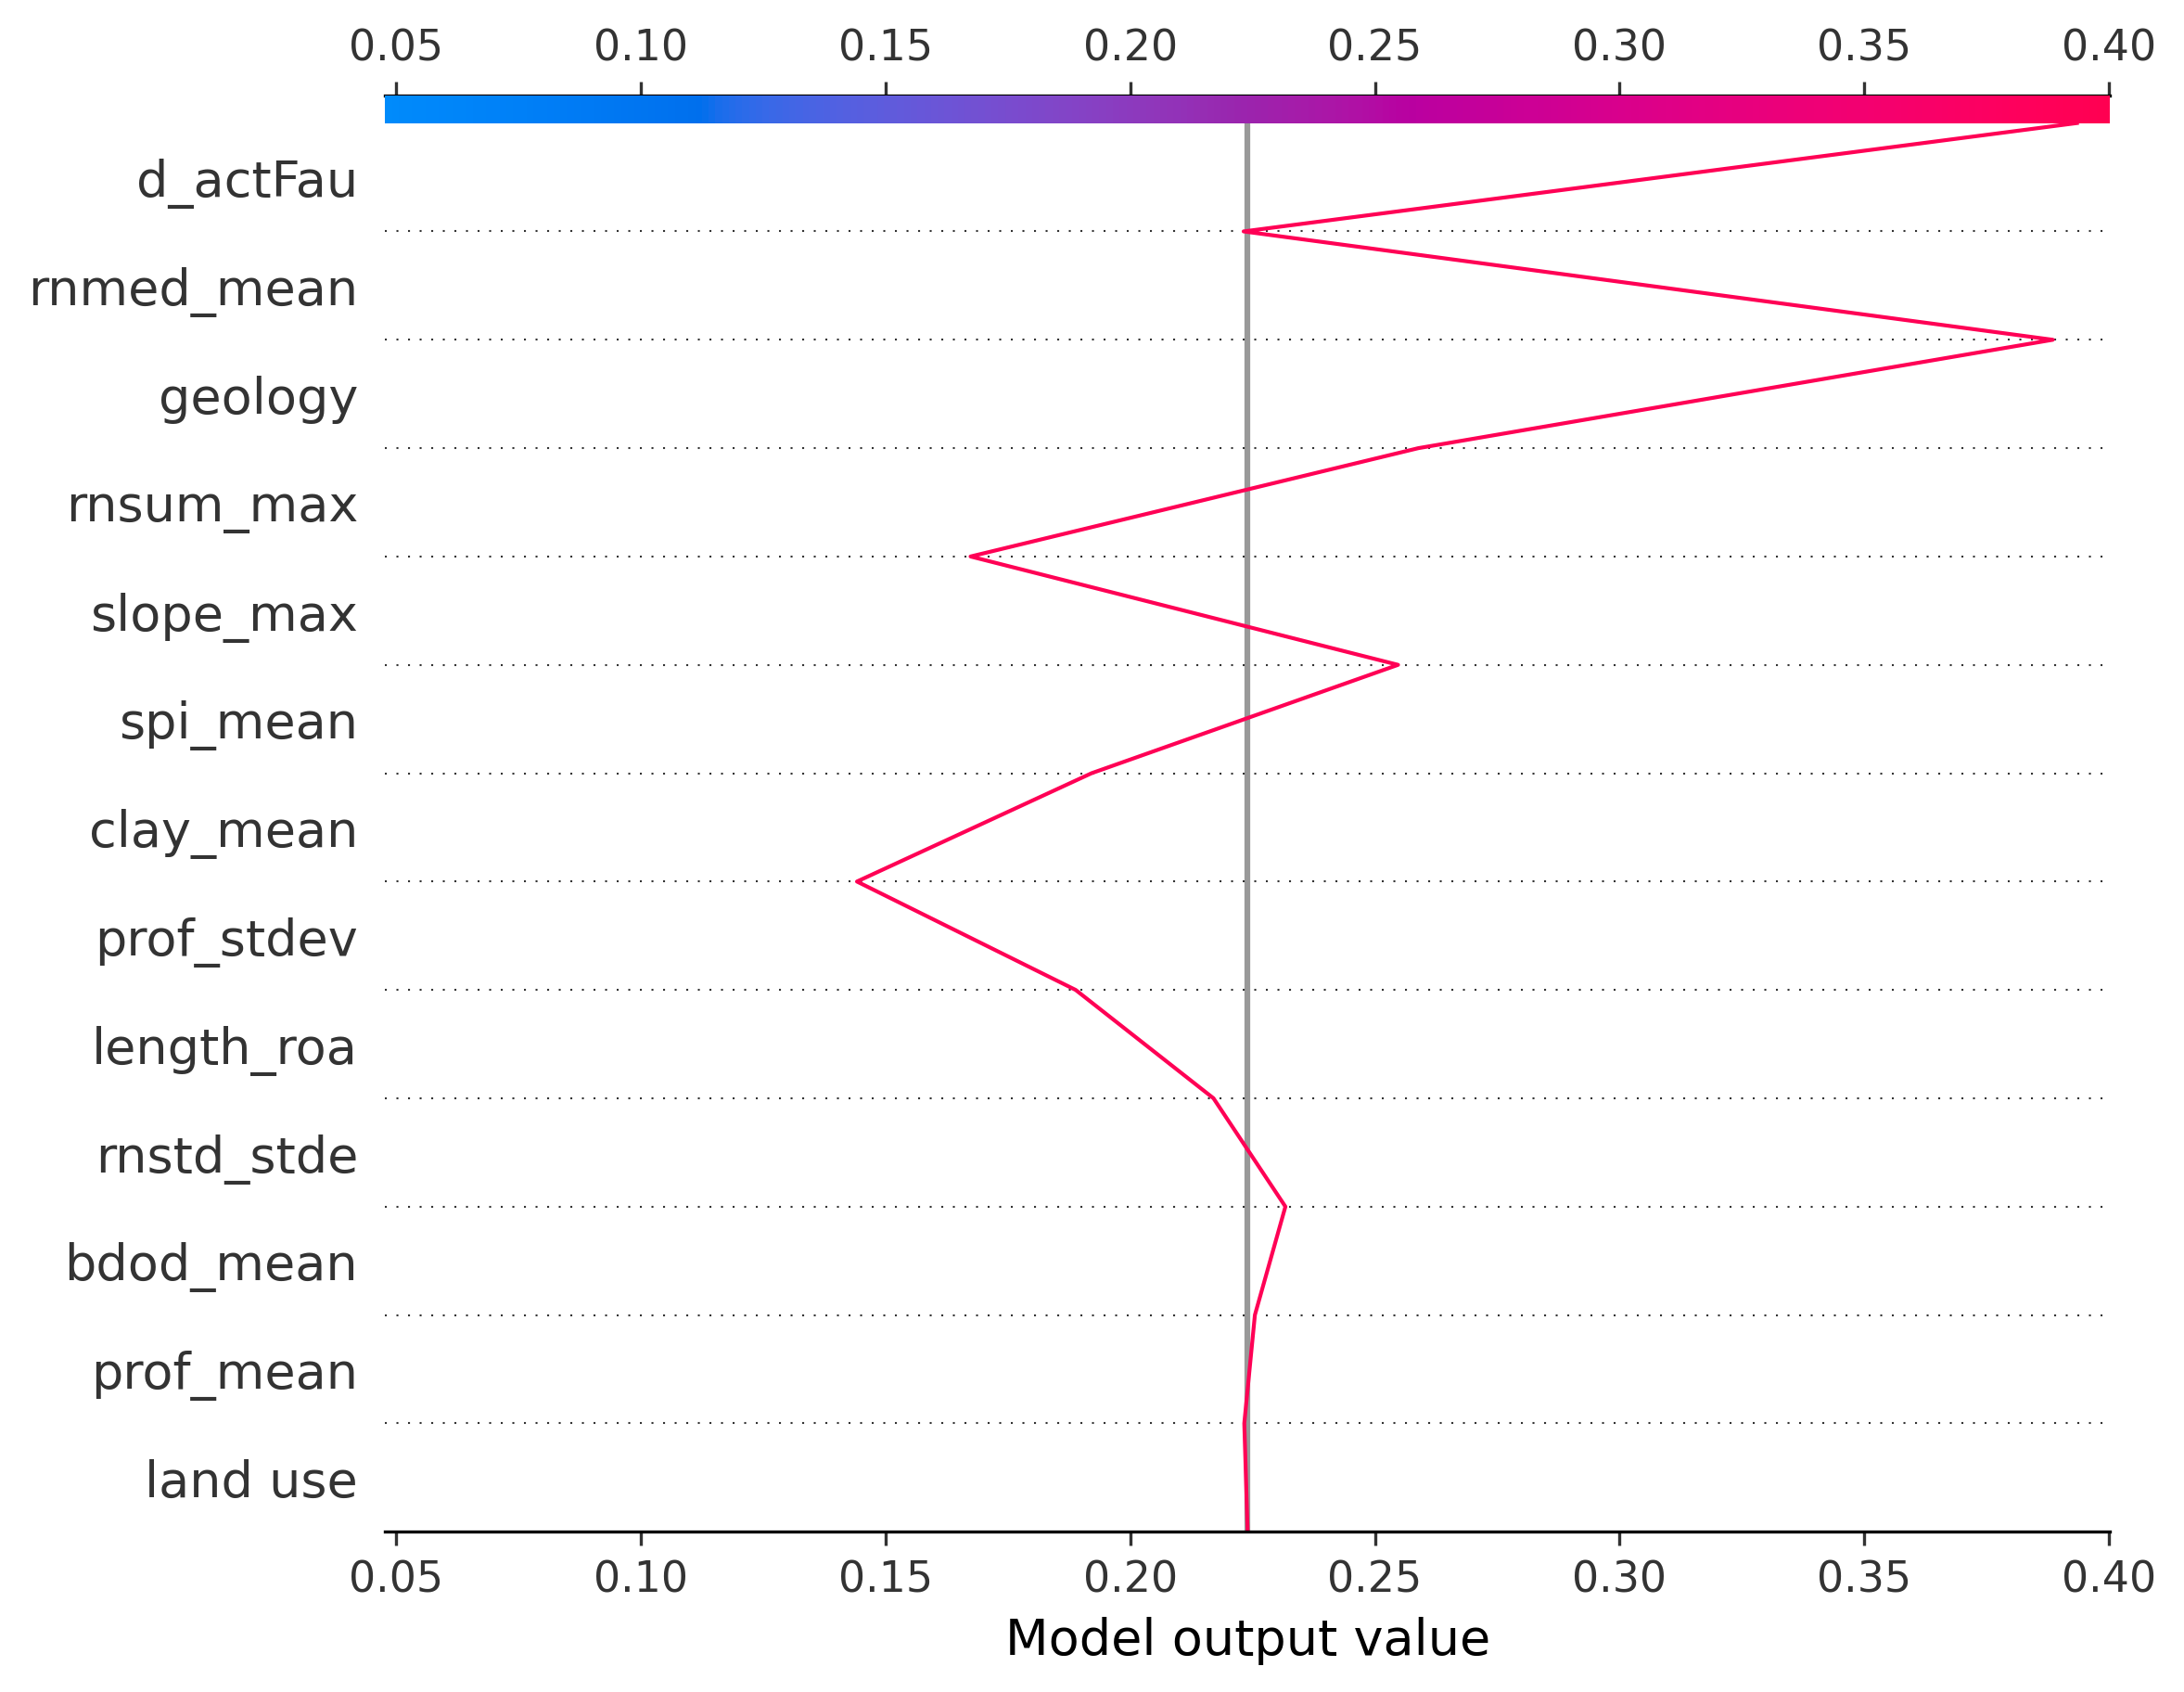 0.05 0.10 0.15 0.20 0.25 0.30 0.35 0.40
d_actFau
rnmed_mean
geology
rnsum_max
slope_max
spi_mean
clay_mean
prof_stdev
length_roa
rnstd_stde
bdod_mean
prof_mean
land use
0.05 0.10 0.15 0.20 0.25 0.30 0.35 0.40
Model output value